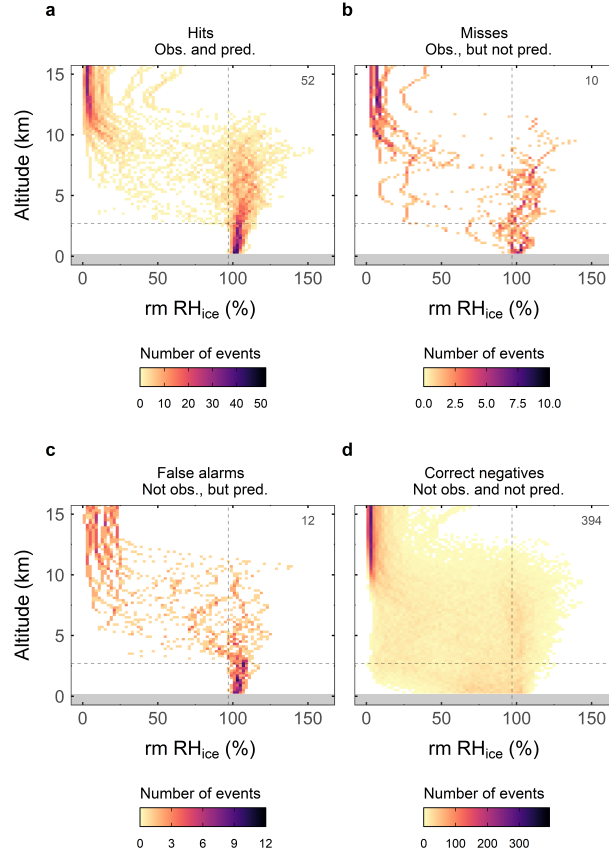 a
Hits
Obs. and pred.
52
15
10
5
0
Altitude (km)
0 50 100 150
rm RHice (%)
Number of events
0 10 20 30 40 50
b
Misses
Obs., but not pred.
10
15
10
5
0
0 50 100 150
rm RHice (%)
Number of events
0.0 2.5 5.0 7.5 10.0
c
False alarms
Not obs., but pred.
12
15
10
5
0
Altitude (km)
0 50 100 150
rm RHice (%)
Number of events
0 3 6 9 12
d
Correct negatives
Not obs. and not pred.
394
15
10
5
0
0 50 100 150
rm RHice (%)
Number of events
0 100 200 300